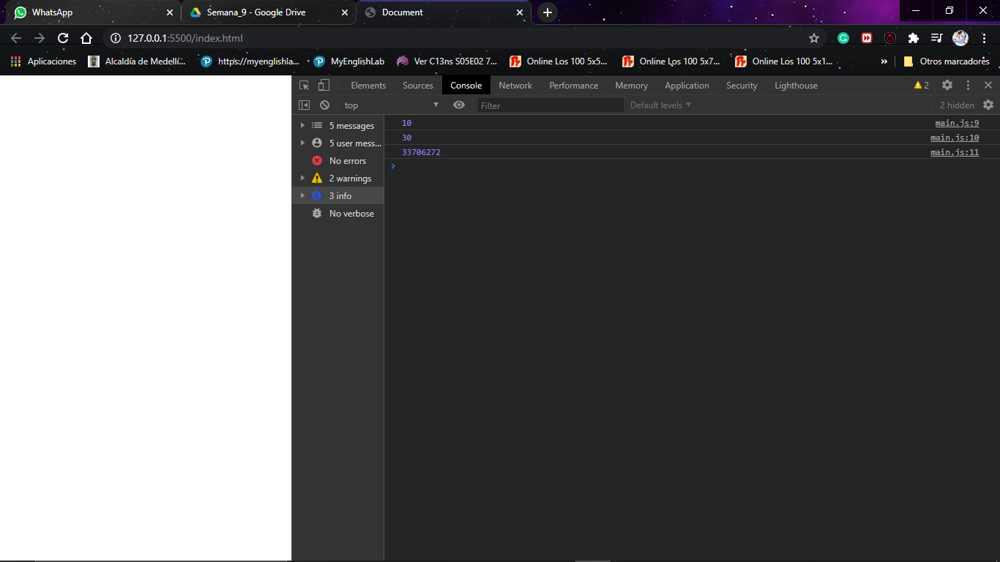 WhatsApp Semana_9 - Google Drive Document
127.0.0.1:5500/index.html
Aplicaciones Alcaldía de Medellí... https://myenglishla... MyEnglishLab Ver C13ns S05E02 7... Online Los 100 5x5... Online Los 100 5x7... Online Los 100 5x1... » Otros marcadores
Elements Sources Console Network Performance Memory Application Security Lighthouse 2
top Filter Default levels 2 hidden
5 messages
5 user mess...
No errors
2 warnings
3 info
No verbose
10 main.js:9
30 main.js:10
33706272 main.js:11